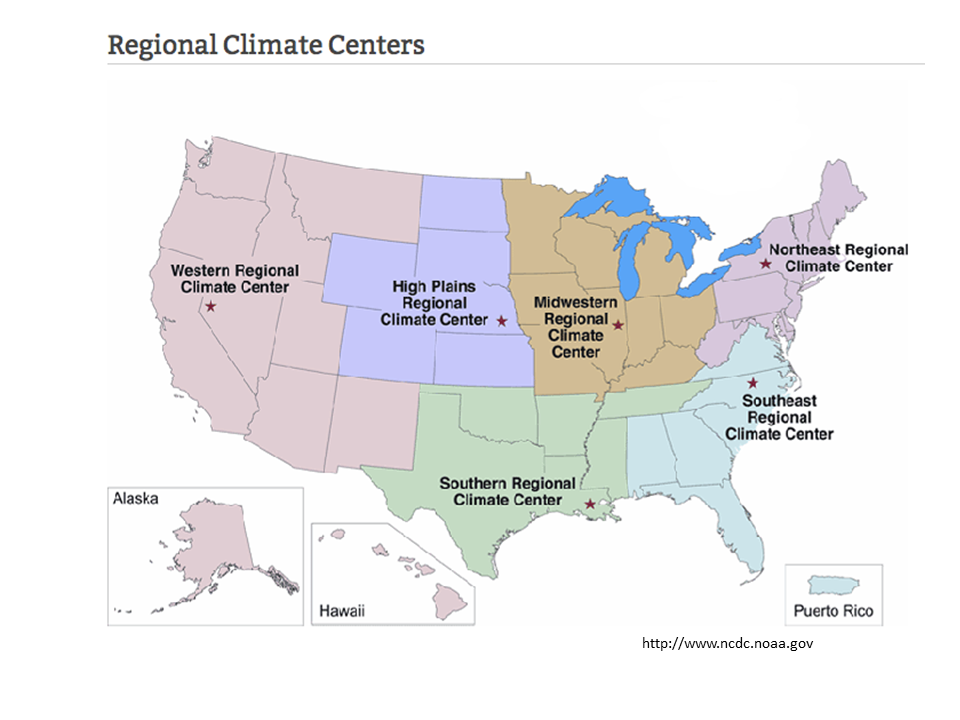 Regional Climate Centers
Northeast Regional
Climate Center
Western Regional
Climate Center
High Plains
Regional
Climate Center
Midwestern
Regional
Climate
Center
Southeast
Regional
Climate Center
Southern Regional
Climate Center
Alaska
Hawaii
Puerto Rico
http://www.ncdc.noaa.gov